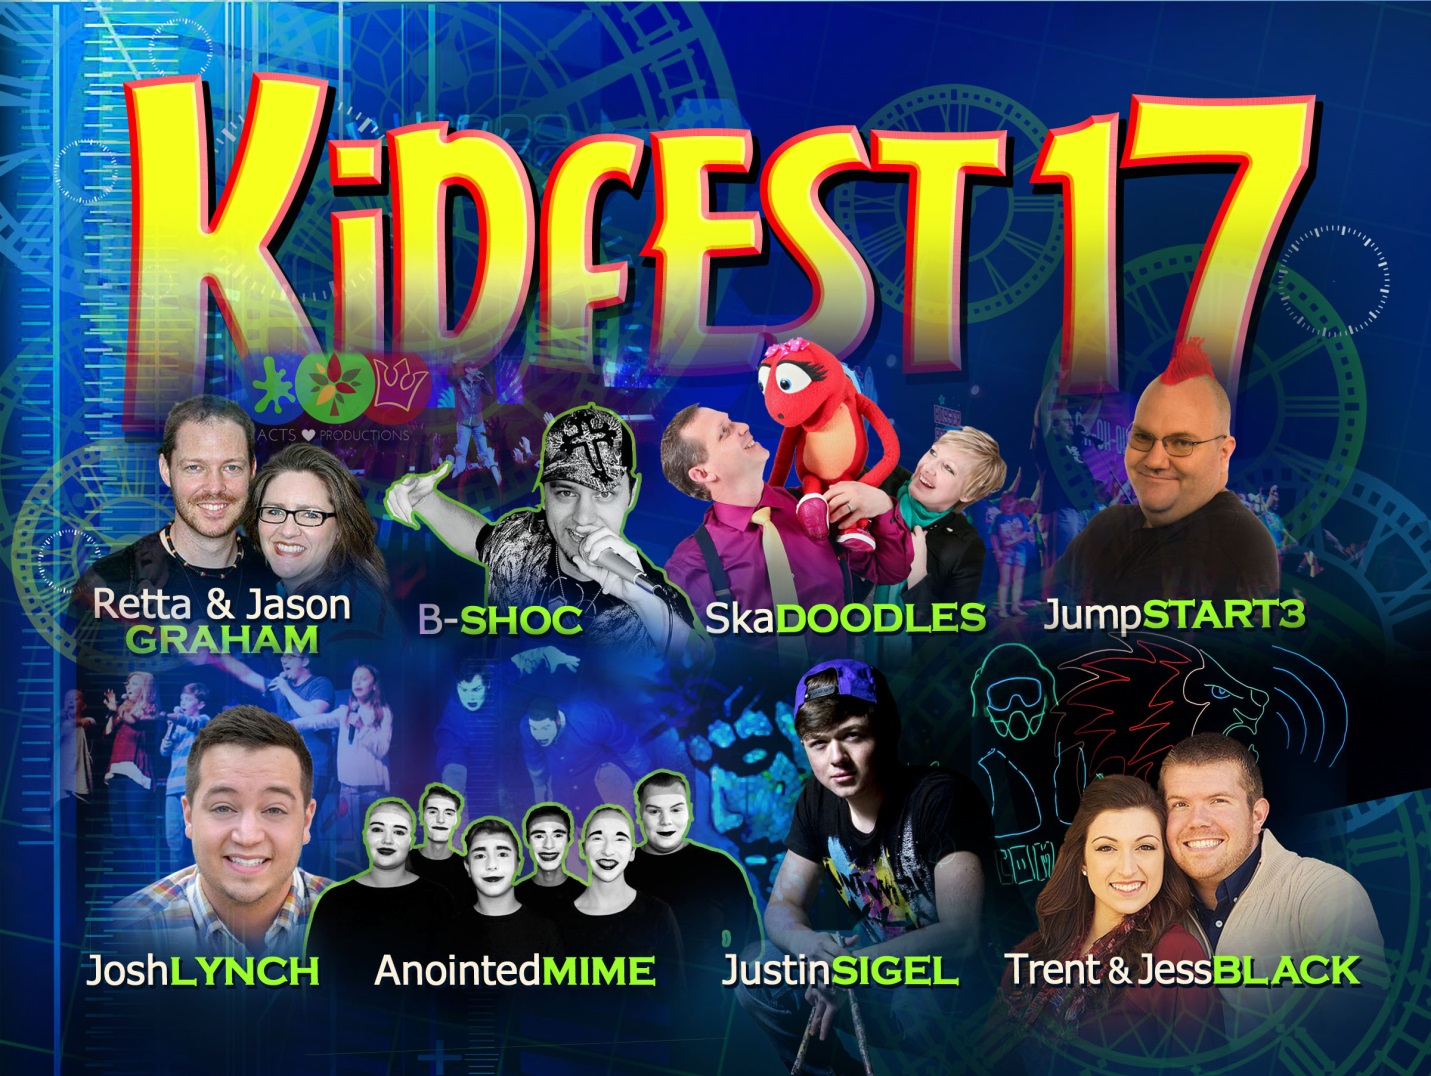 KiDFEST 17
ACTS PRODUCTIONS
Retta & Jason
GRAHAM
B-SHOC
SkaDOODLES
JumpSTART3
JoshLYNCH
AnointedMIME
JustinSIGEL
Trent & JessBLACK